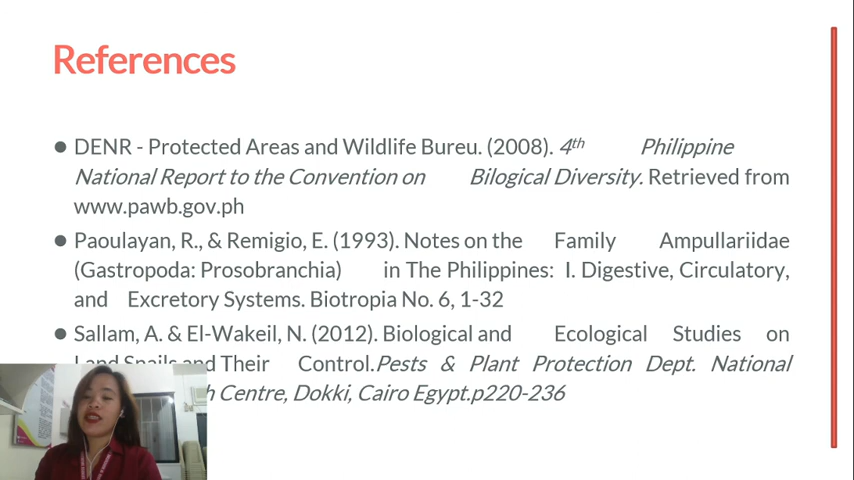 References
● DENR - Protected Areas and Wildlife Bureu. (2008). 4th Philippine
National Report to the Convention on Bilogical Diversity. Retrieved from
www.pawb.gov.ph
● Paoulayan, R., & Remigio, E. (1993). Notes on the Family Ampullariidae
(Gastropoda: Prosobranchia) in The Philippines: I. Digestive, Circulatory,
and Excretory Systems. Biotropia No. 6, 1-32
● Sallam, A. & El-Wakeil, N. (2012). Biological and Ecological Studies on
Land Snails and Their Control.Pests & Plant Protection Dept. National
h Centre, Dokki, Cairo Egypt.p220-236